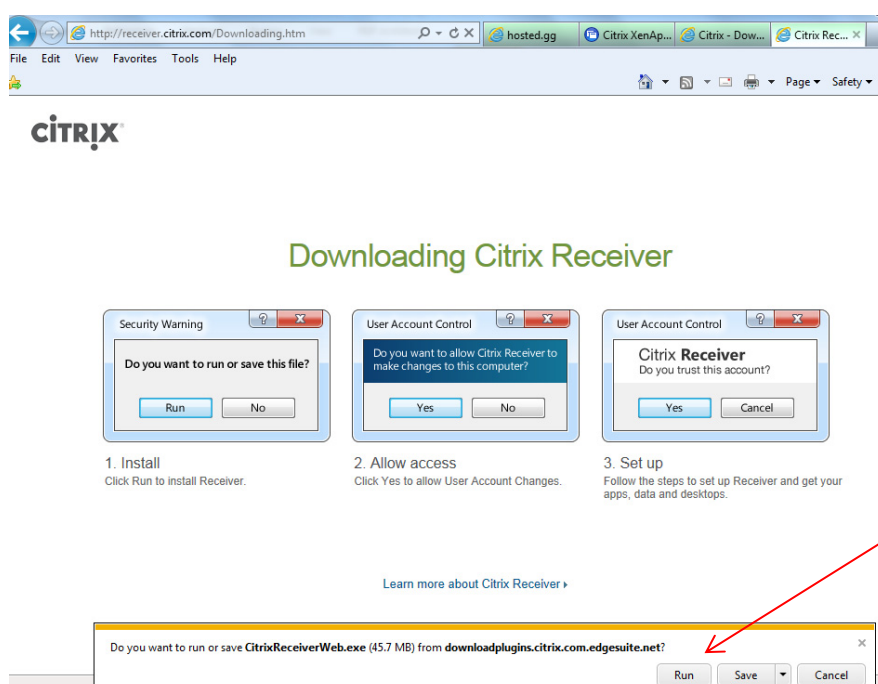 http://receiver.citrix.com/Downloading.htm
hosted.gg
Citrix XenAp...
Citrix - Dow...
Citrix Rec...
File Edit View Favorites Tools Help
Page Safety
CITRIX
Downloading Citrix Receiver
Security Warning
Do you want to run or save this file?
Run No
1. Install
Click Run to install Receiver.
User Account Control
Do you want to allow Citrix Receiver to
make changes to this computer?
Yes No
2. Allow access
Click Yes to allow User Account Changes.
User Account Control
Citrix Receiver
Do you trust this account?
Yes Cancel
3. Set up
Follow the steps to set up Receiver and get your
apps, data and desktops.
Learn more about Citrix Receiver
Do you want to run or save CitrixReceiverWeb.exe (45.7 MB) from downloadplugins.citrix.com.edgesuite.net?
Run Save Cancel